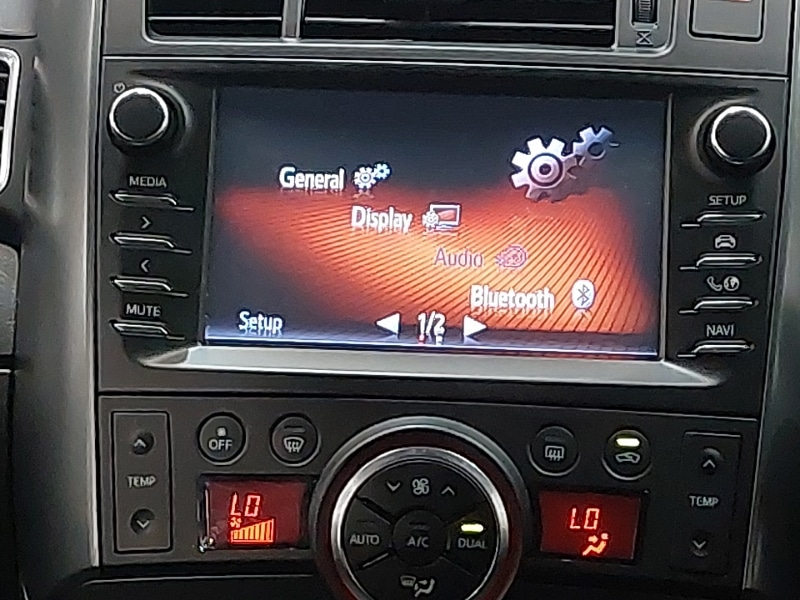 General
Display
Audio
Bluetooth
Setup
1/2
MEDIA
MUTE
SETUP
NAVI
OFF
TEMP
LO
AUTO
A/C
DUAL
LO
TEMP